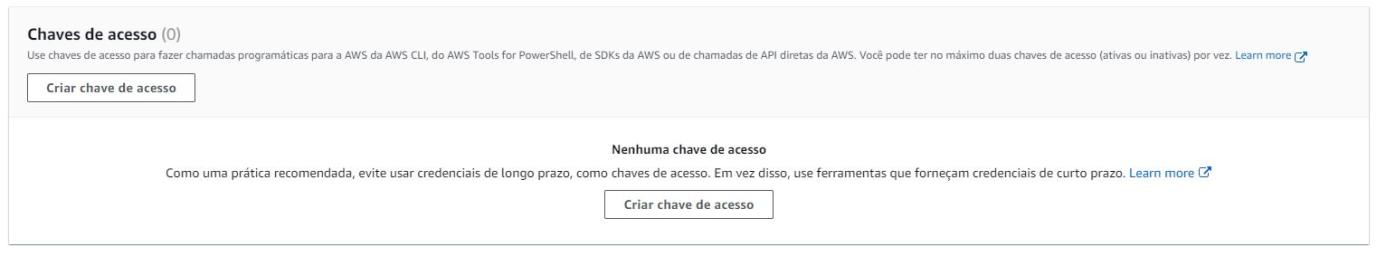 Chaves de acesso (0)
Use chaves de acesso para fazer chamadas programáticas para a AWS da AWS CLI, do AWS Tools for PowerShell, de SDKs da AWS ou de chamadas de API diretas da AWS. Você pode ter no máximo duas chaves de acesso (ativas ou inativas) por vez. Learn more
Criar chave de acesso
Nenhuma chave de acesso
Como uma prática recomendada, evite usar credenciais de longo prazo, como chaves de acesso. Em vez disso, use ferramentas que forneçam credenciais de curto prazo. Learn more
Criar chave de acesso